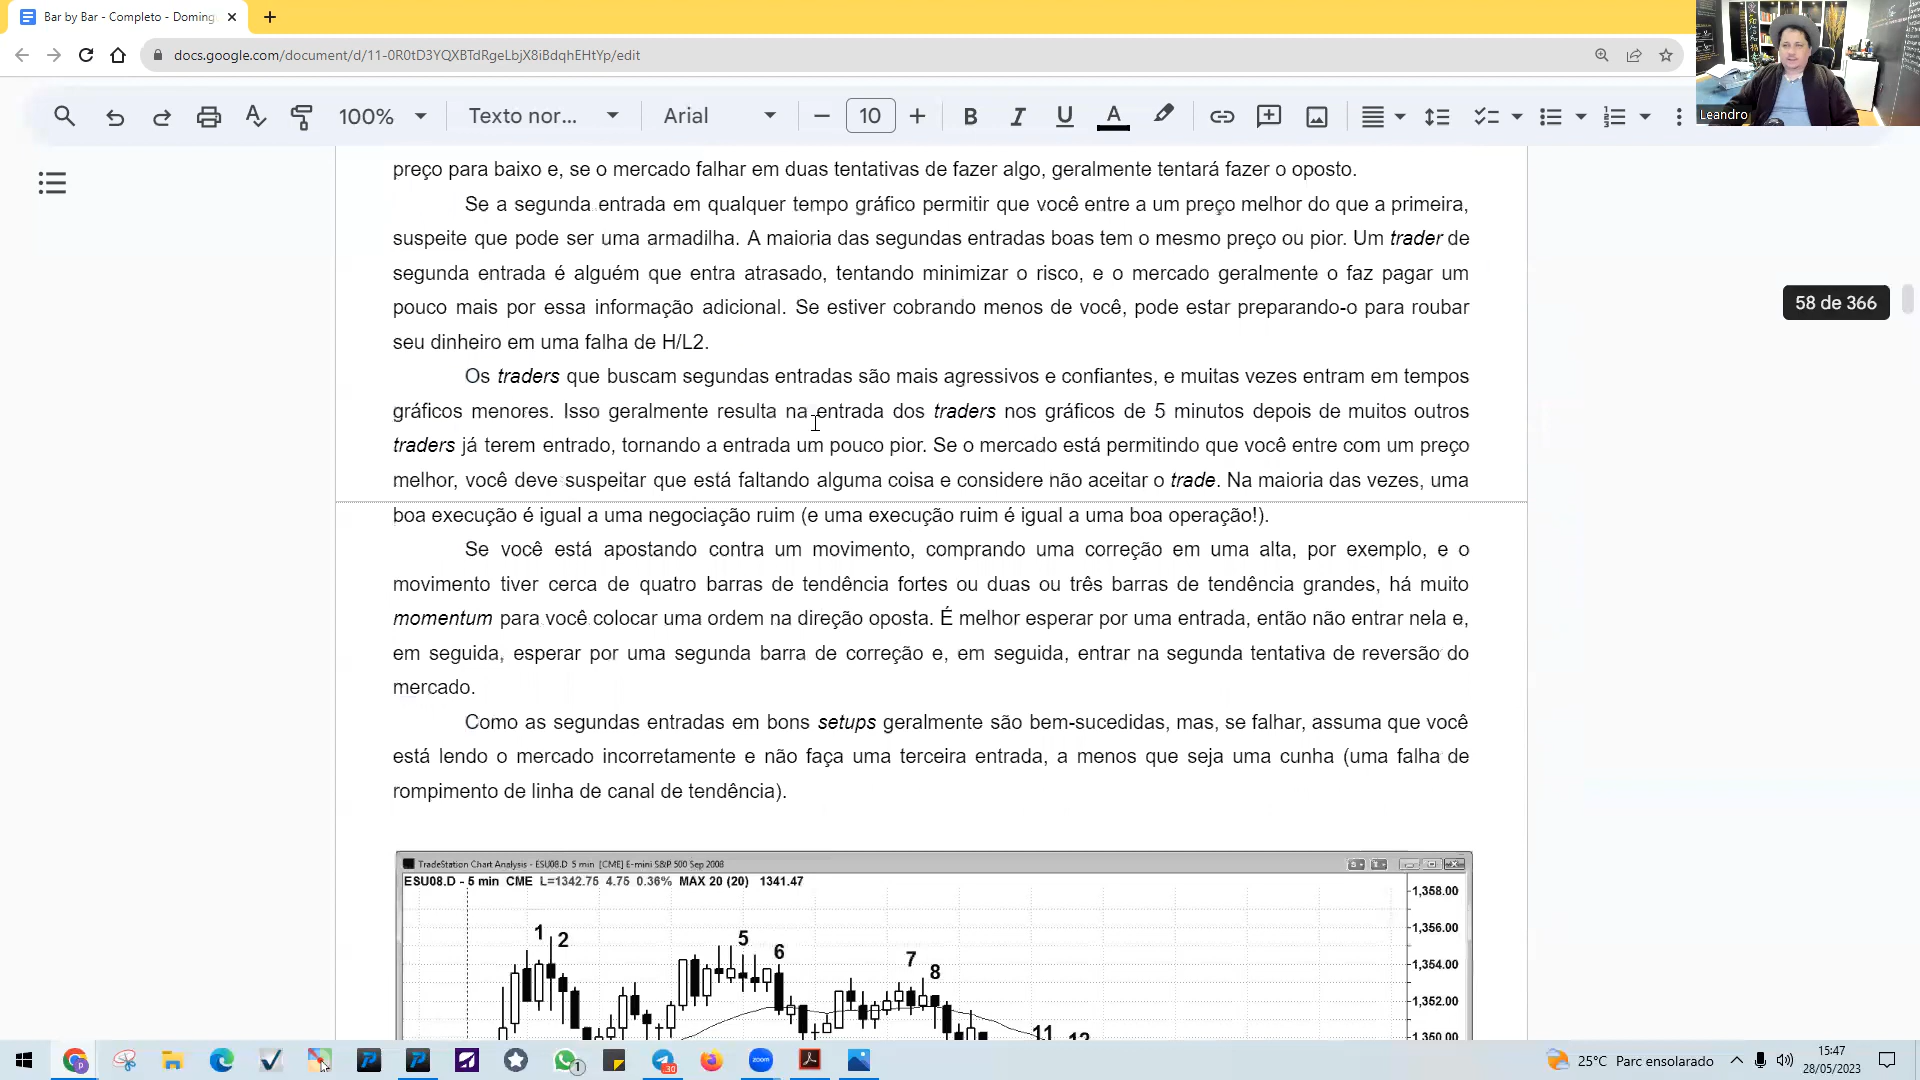 Bar by Bar - Completo - Doming
docs.google.com/document/d/11-0R0tD3YQXBTdRgeLbjX8iBdqhEHtYp/edit
Leandro
100%
Texto nor...
Arial
10
preço para baixo e, se o mercado falhar em duas tentativas de fazer algo, geralmente tentará fazer o oposto.
Se a segunda entrada em qualquer tempo gráfico permitir que você entre a um preço melhor do que a primeira,
suspeite que pode ser uma armadilha. A maioria das segundas entradas boas tem o mesmo preço ou pior. Um trader de
segunda entrada é alguém que entra atrasado, tentando minimizar o risco, e o mercado geralmente o faz pagar um
pouco mais por essa informação adicional. Se estiver cobrando menos de você, pode estar preparando-o para roubar
seu dinheiro em uma falha de H/L2.
58 de 366
Os traders que buscam segundas entradas são mais agressivos e confiantes, e muitas vezes entram em tempos
gráficos menores. Isso geralmente resulta na entrada dos traders nos gráficos de 5 minutos depois de muitos outros
traders já terem entrado, tornando a entrada um pouco pior. Se o mercado está permitindo que você entre com um preço
melhor, você deve suspeitar que está faltando alguma coisa e considere não aceitar o trade. Na maioria das vezes, uma
boa execução é igual a uma negociação ruim (e uma execução ruim é igual a uma boa operação!).
Se você está apostando contra um movimento, comprando uma correção em uma alta, por exemplo, e o
movimento tiver cerca de quatro barras de tendência fortes ou duas ou três barras de tendência grandes, há muito
momentum para você colocar uma ordem na direção oposta. É melhor esperar por uma entrada, então não entrar nela e,
em seguida, esperar por uma segunda barra de correção e, em seguida, entrar na segunda tentativa de reversão do
mercado.
Como as segundas entradas em bons setups geralmente são bem-sucedidas, mas, se falhar, assuma que você
está lendo o mercado incorretamente e não faça uma terceira entrada, a menos que seja uma cunha (uma falha de
rompimento de linha de canal de tendência).
TradeStation Chart Analysis - ESU08.D 5 min [CME] E-mini S&P 500 Sep 2008
ESU08.D - 5 min CME L=1342.75 4.75 0.36% MAX 20 (20) 1341.47
1,358.00
1,356.00
1,354.00
1,352.00
1,350.00
1
2
5
6
7
8
11
12
25°C Parc ensolarado
15:47
28/05/2023